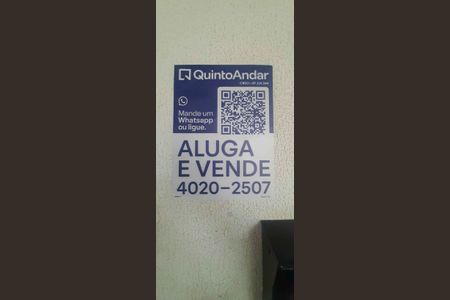 QuintoAndar
Mande um
Whatsapp
ou ligue.
ALUGA
E VENDE
4020-2507